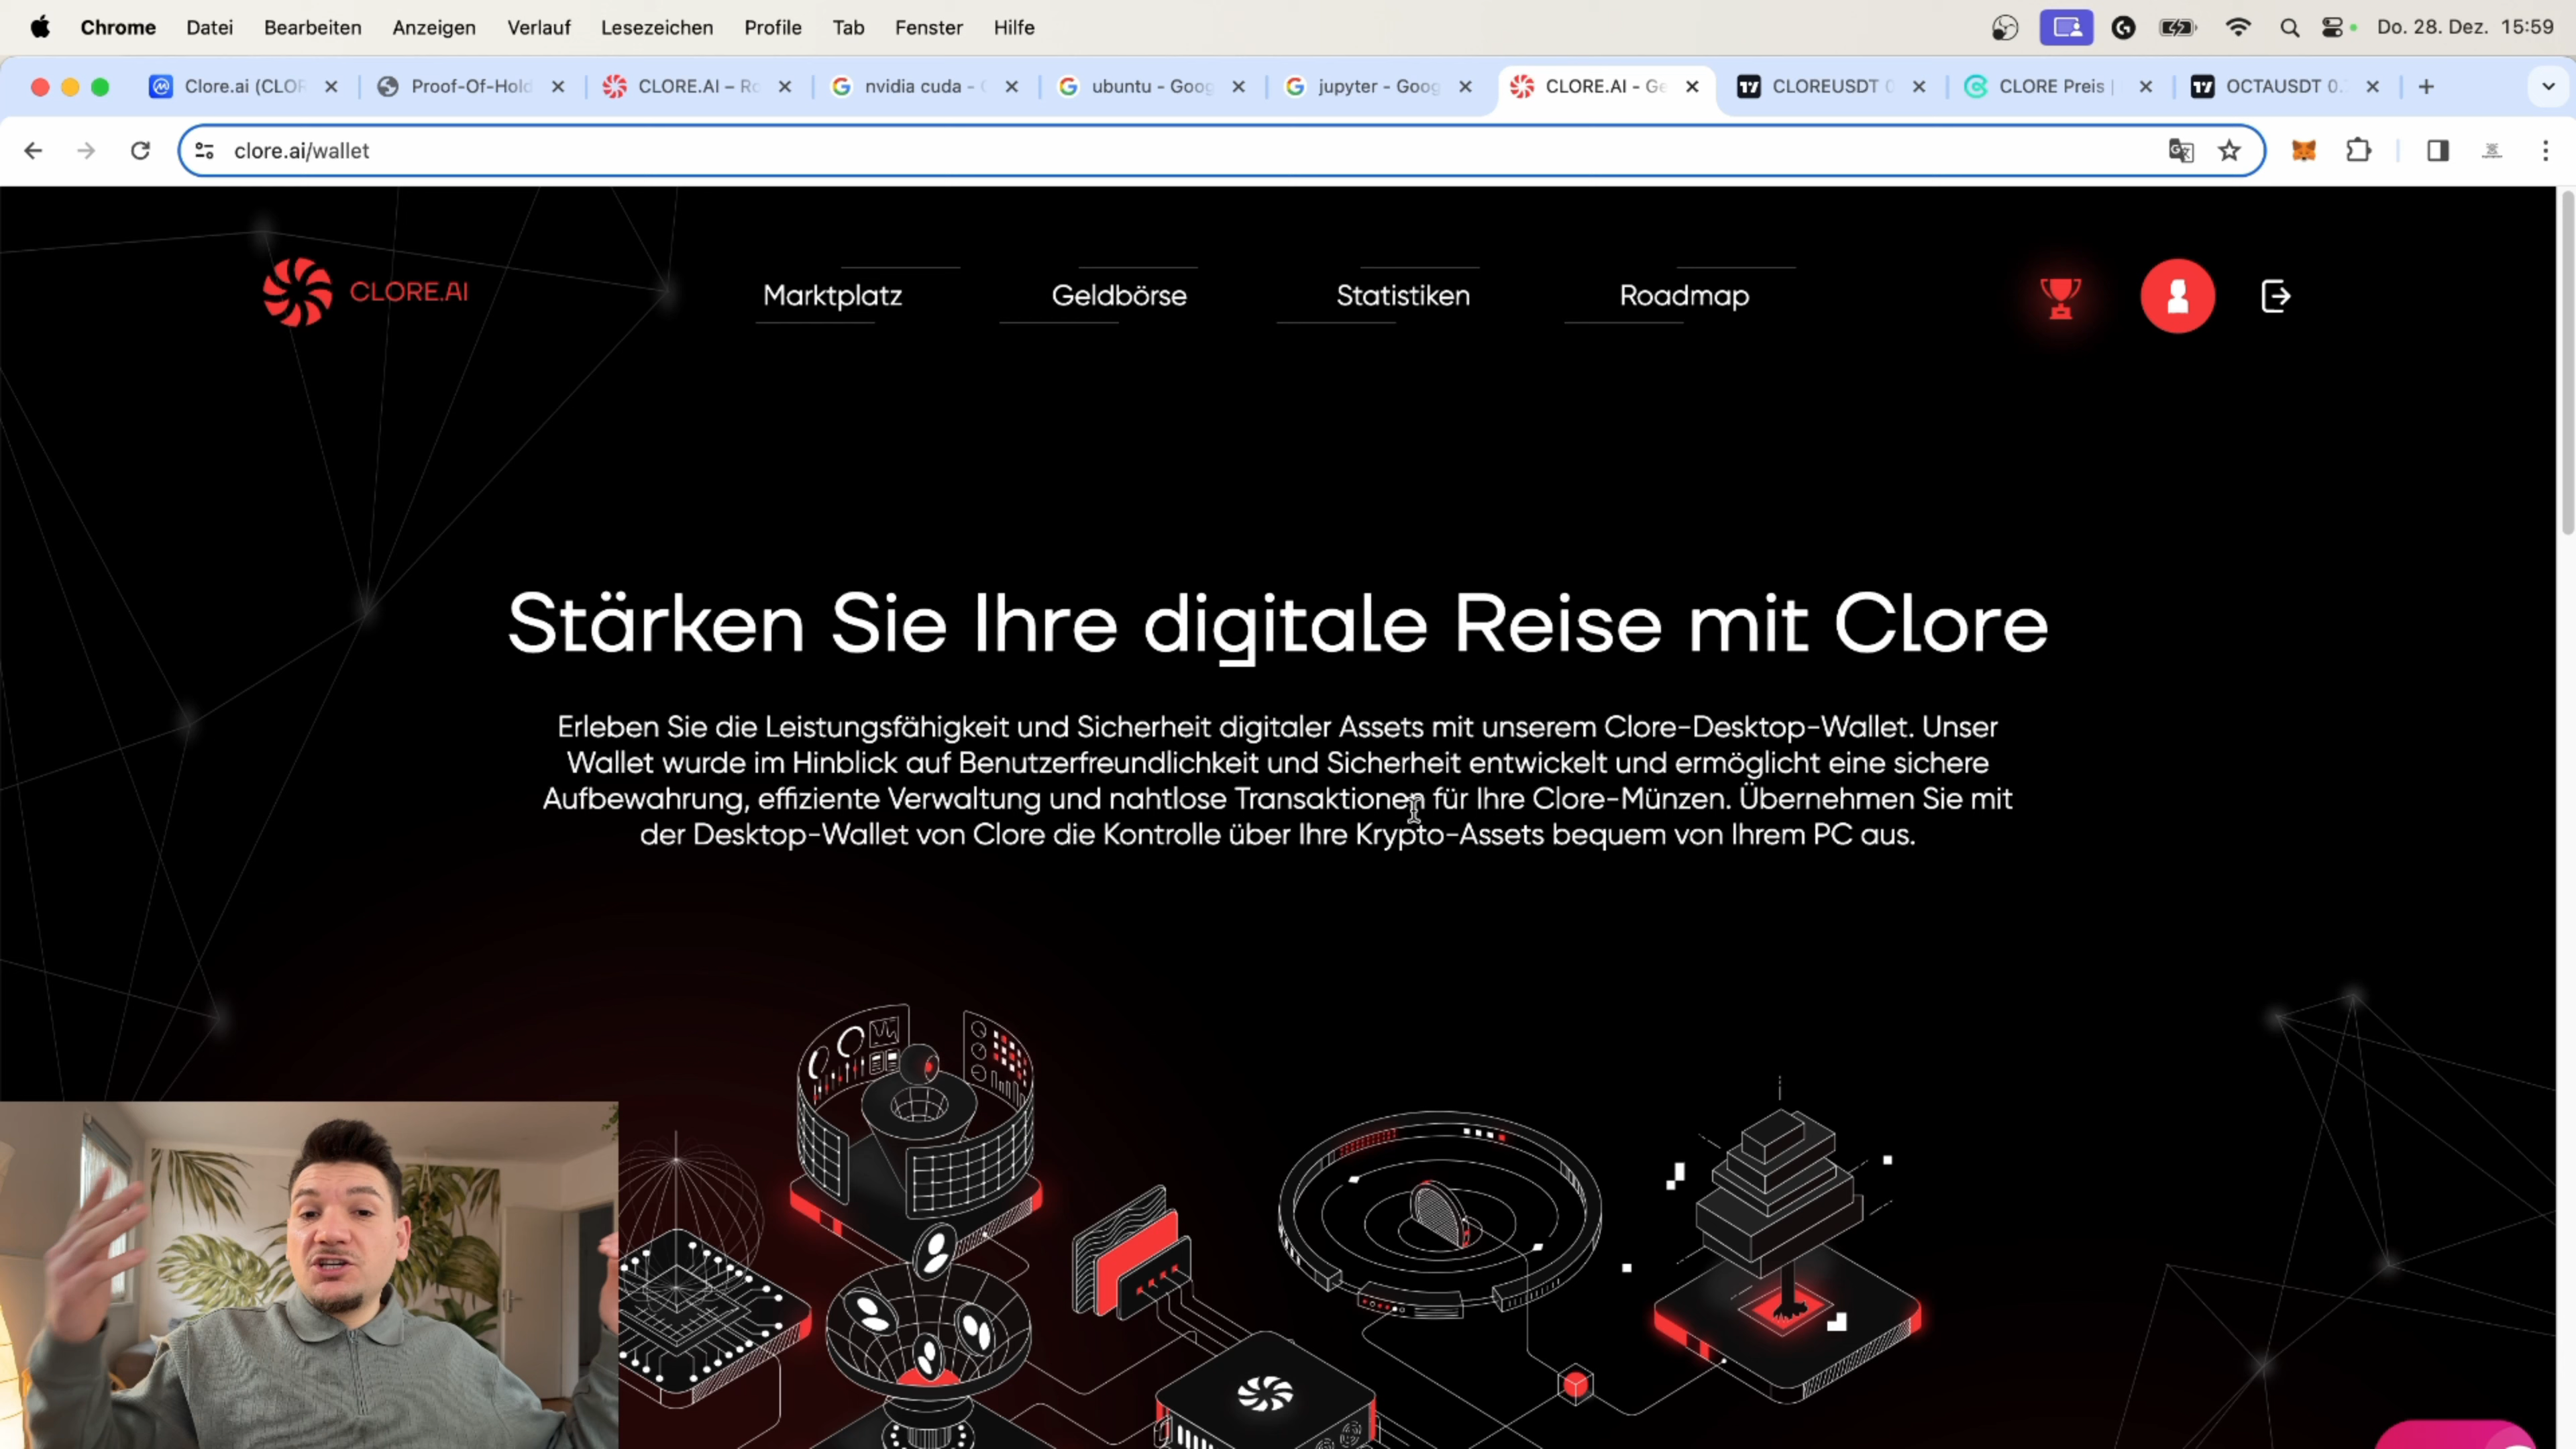 Chrome Datei Bearbeiten Anzeigen Verlauf Lesezeichen Profile Tab Fenster Hilfe Do. 28. Dez. 15:59
Clore.ai (CLOR Proof-Of-Hold CLORE.AI – Ro nvidia cuda - G ubuntu - Goog jupyter - Goog CLORE.AI - Ge CLOREUSDT 0 CLORE Preis | OCTAUSDT 0.
clore.ai/wallet
CLORE.AI Marktplatz Geldbörse Statistiken Roadmap
Stärken Sie Ihre digitale Reise mit Clore
Erleben Sie die Leistungsfähigkeit und Sicherheit digitaler Assets mit unserem Clore-Desktop-Wallet. Unser
Wallet wurde im Hinblick auf Benutzerfreundlichkeit und Sicherheit entwickelt und ermöglicht eine sichere
Aufbewahrung, effiziente Verwaltung und nahtlose Transaktionen für Ihre Clore-Münzen. Übernehmen Sie mit
der Desktop-Wallet von Clore die Kontrolle über Ihre Krypto-Assets bequem von Ihrem PC aus.